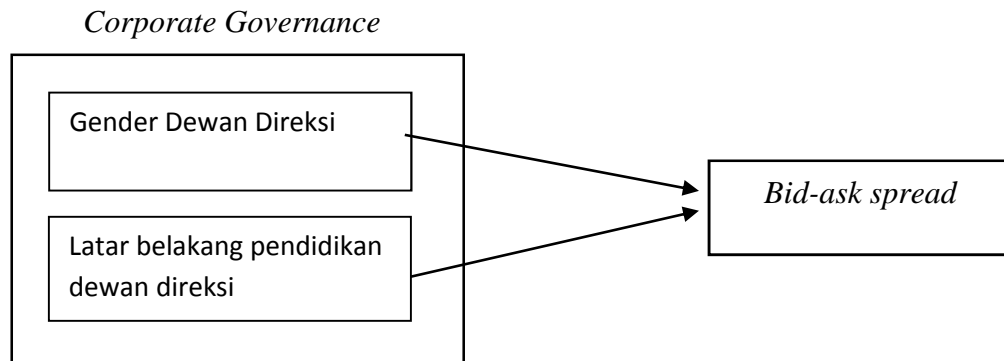 Corporate Governance
Gender Dewan Direksi
Bid-ask spread
Latar belakang pendidikan
dewan direksi